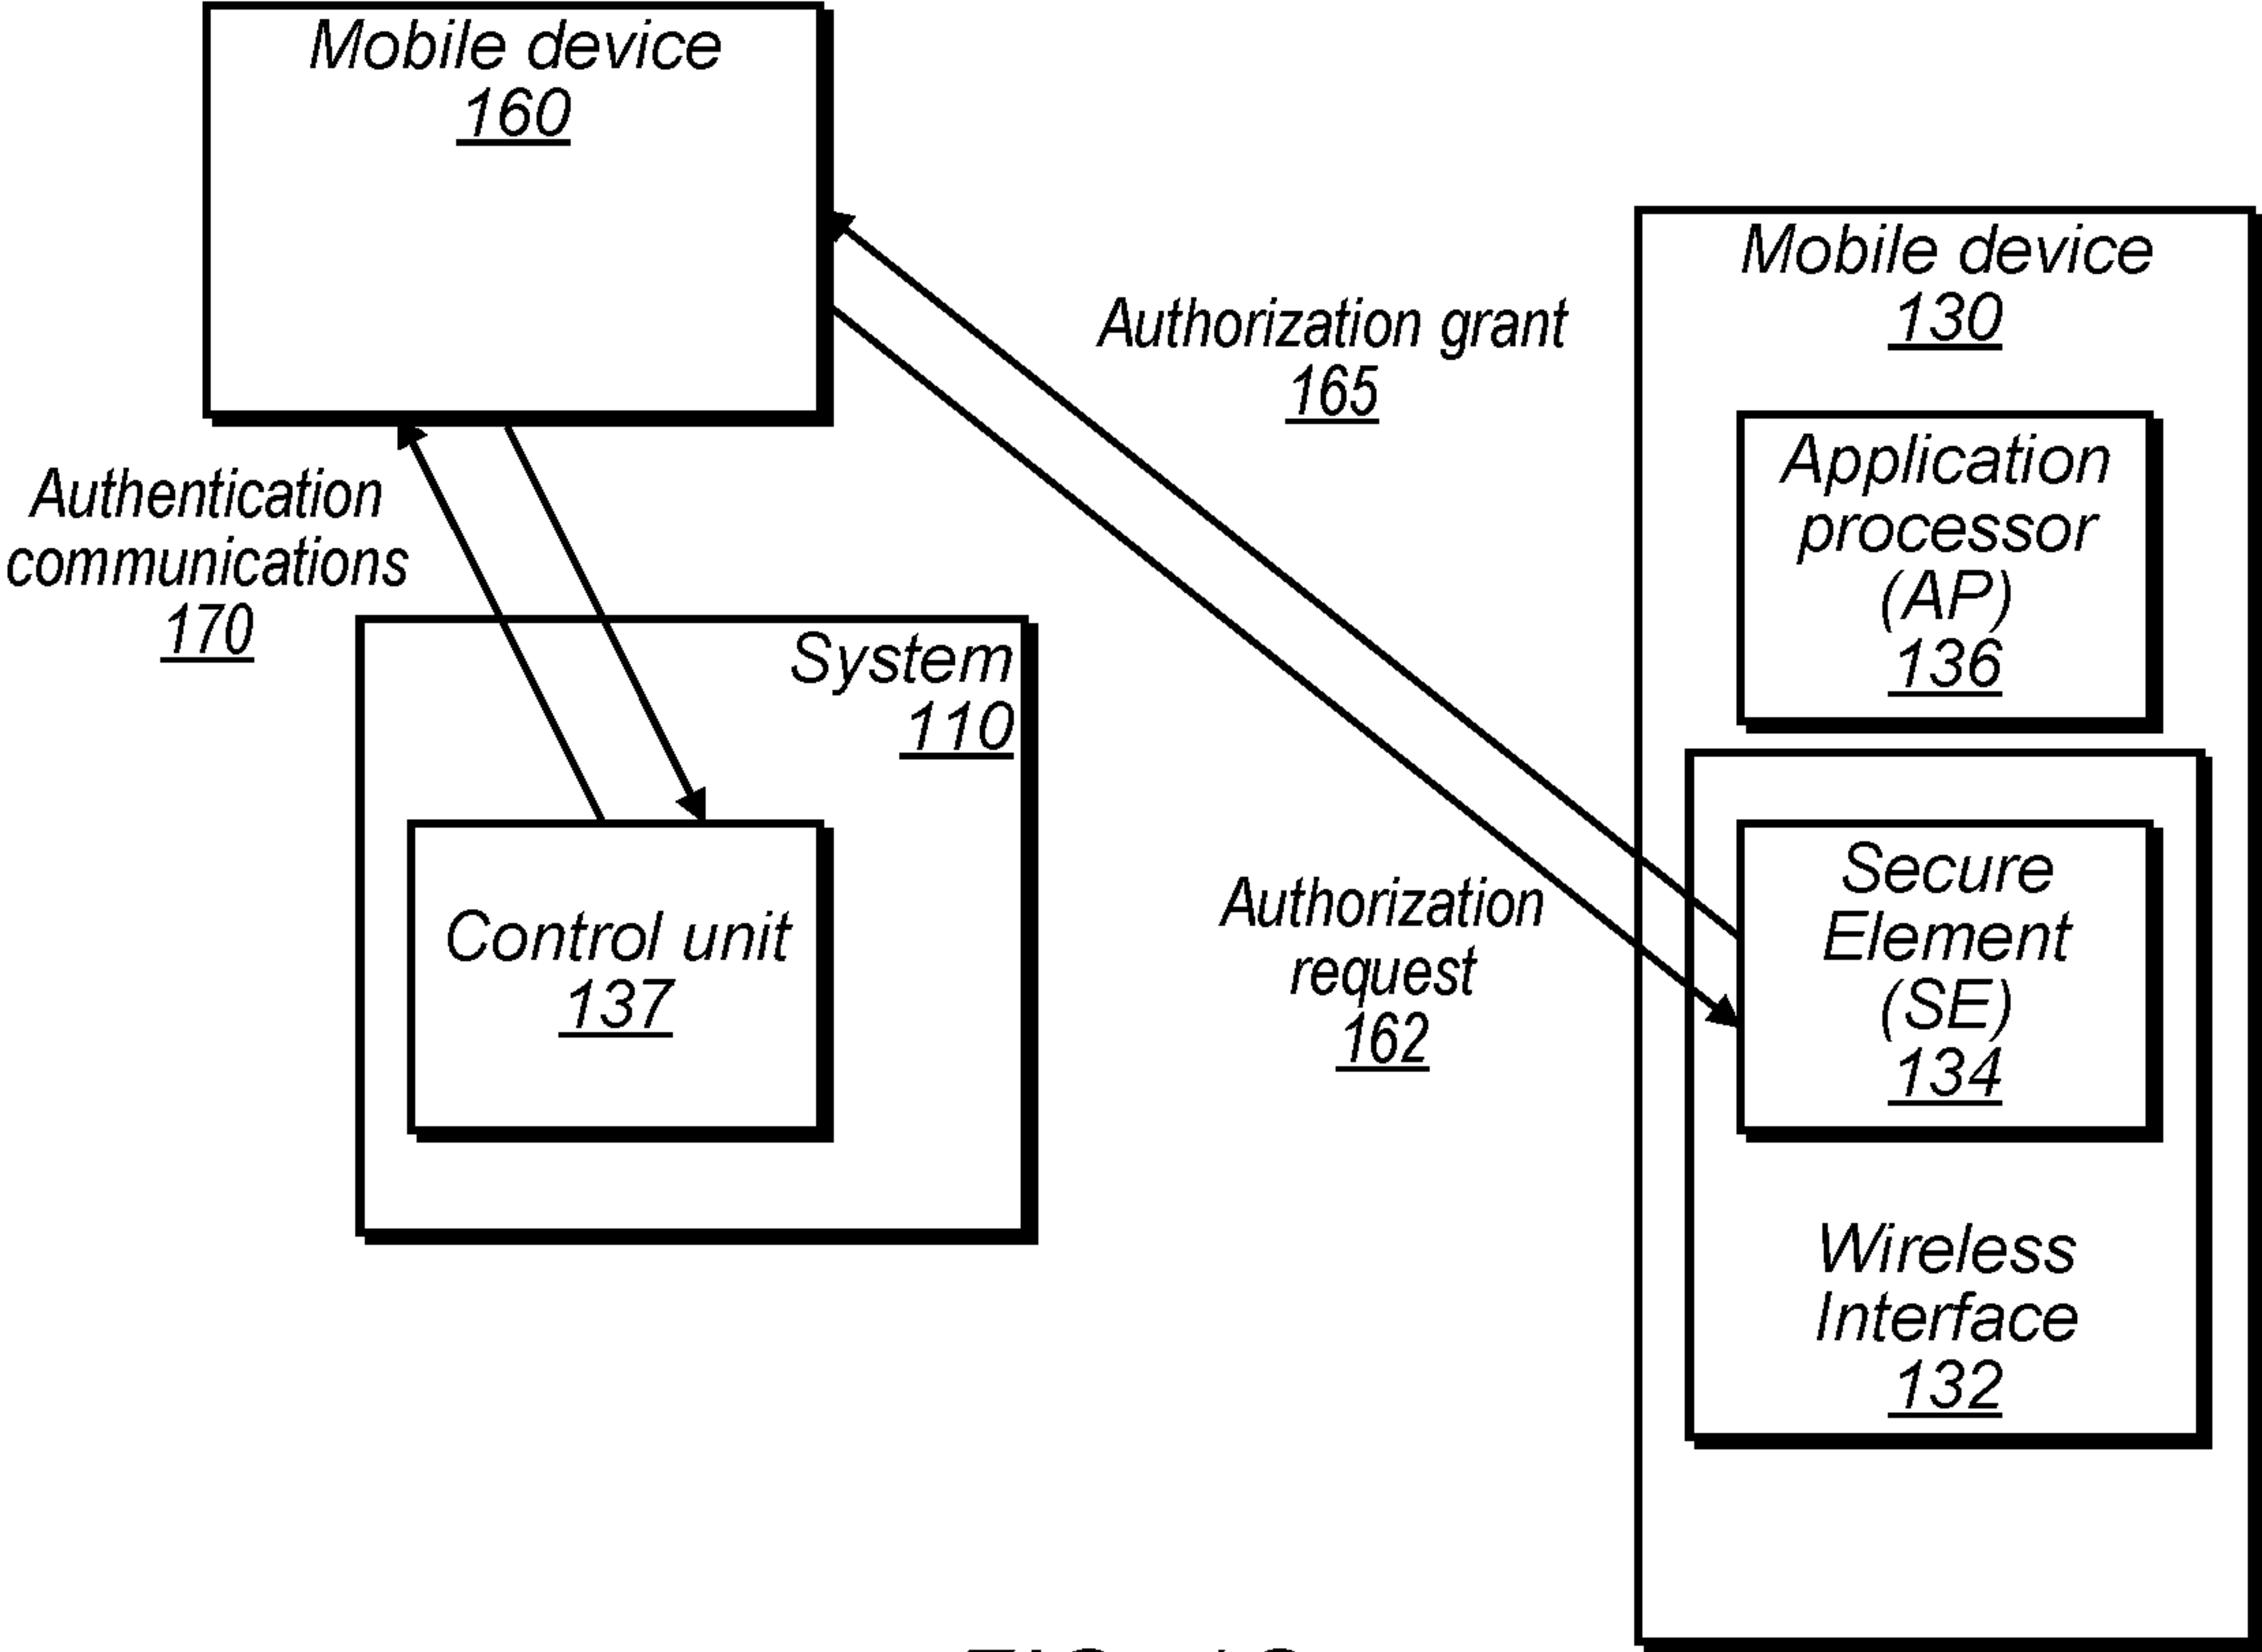 Mobile device
160
Mobile device
130
Authorization grant
165
Application
processor
(AP)
136
Authentication
communications
170
System
110
Control unit
137
Authorization
request
162
Secure
Element
(SE)
134
Wireless
Interface
132